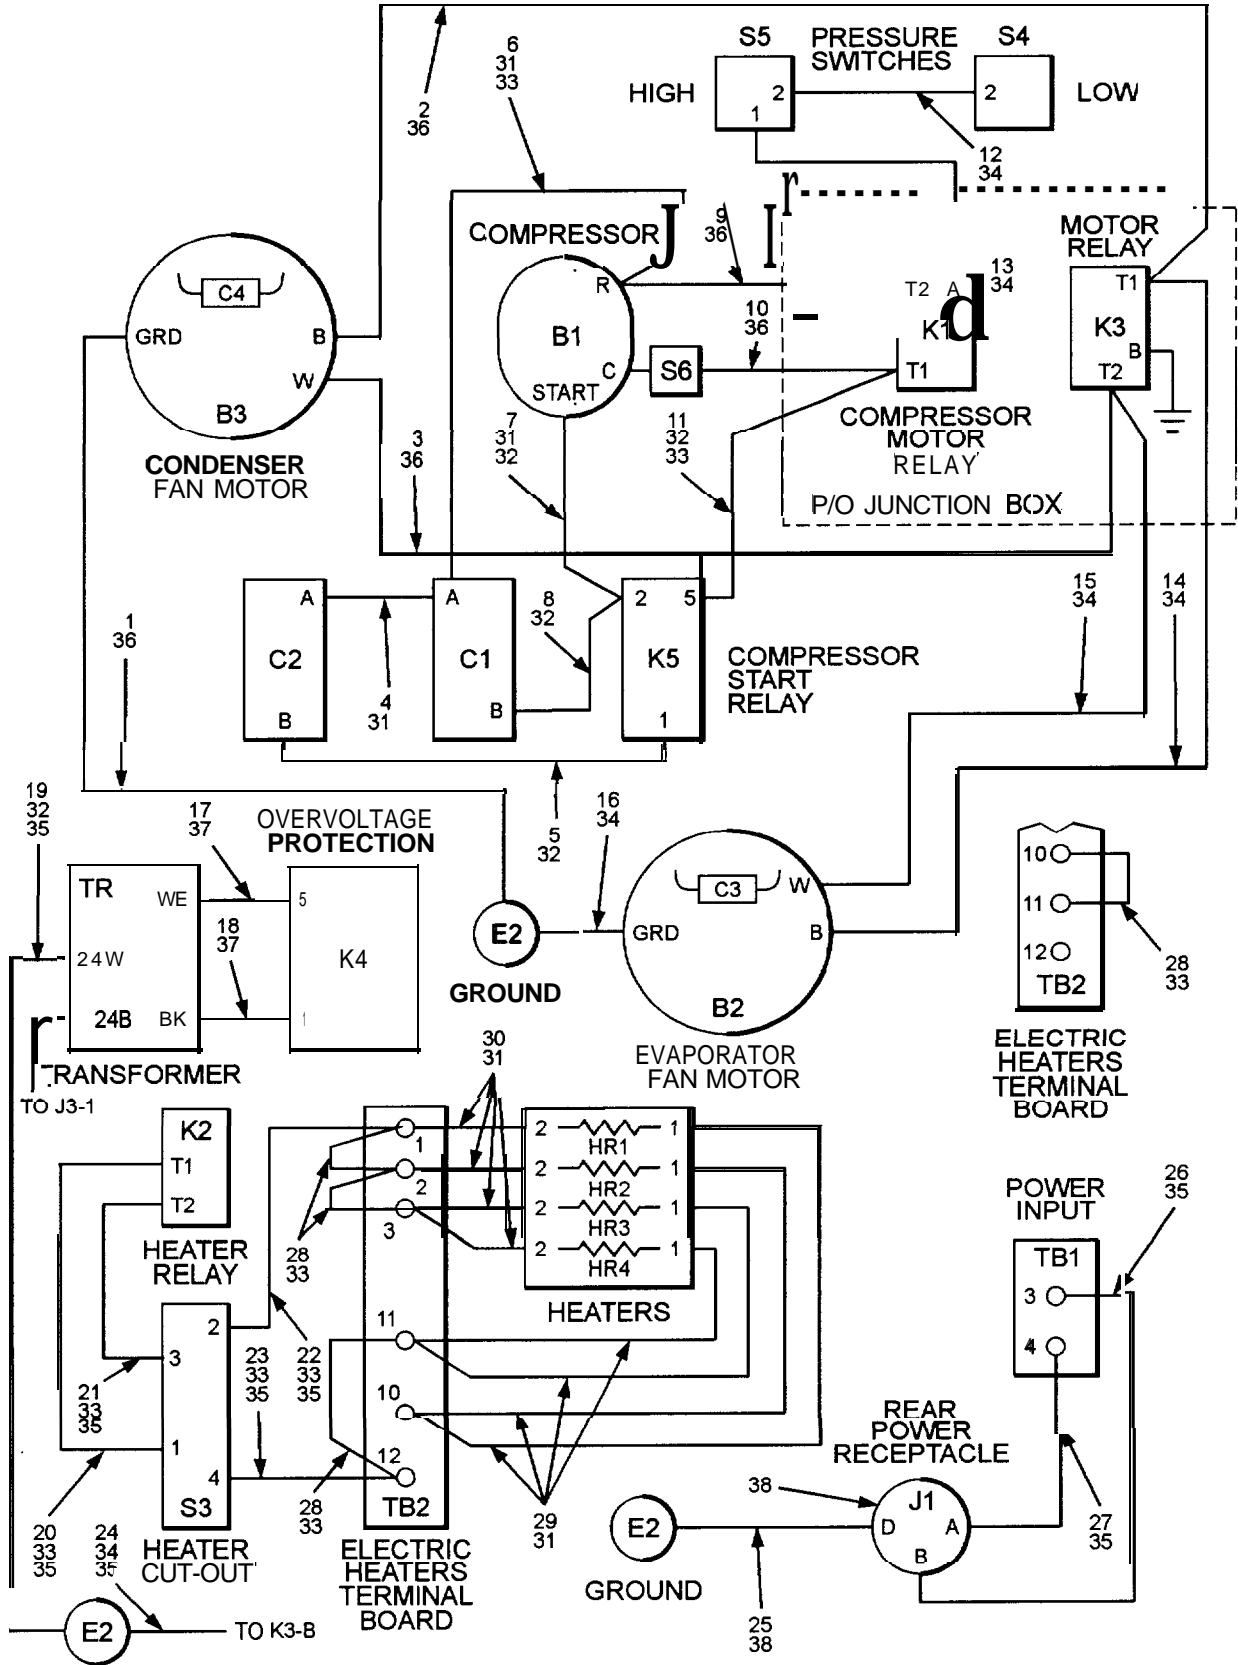 6
31
33
2
36
S5
PRESSURE
SWITCHES
S4
HIGH
2
1
2
LOW
12
34
COMPRESSOR
9
36
MOTOR
RELAY
C4
GRD
B
W
B3
CONDENSER
FAN MOTOR
R
B1
C
START
S6
10
36
T2 A
K1
T1
13
34
T1
K3
B
T2
COMPRESSOR
MOTOR
RELAY
P/O JUNCTION BOX
3
36
7
31
32
11
32
33
1
36
A
C2
B
4
31
A
C1
B
8
32
2 5
K5
1
COMPRESSOR
START
RELAY
15
34
14
34
5
32
19
32
35
17
37
OVERVOLTAGE
PROTECTION
TR
WE
24W
24B BK
TRANSFORMER
TO J3-1
18
37
5
K4
1
E2
GROUND
16
34
C3
W
GRD
B
B2
EVAPORATOR
FAN MOTOR
10
11
12
TB2
28
33
ELECTRIC
HEATERS
TERMINAL
BOARD
K2
T1
T2
HEATER
RELAY
30
31
1
2
3
28
33
2 HR1 1
2 HR2 1
2 HR3 1
2 HR4 1
HEATERS
POWER
INPUT
26
35
TB1
3
4
2
3
1
4
S3
HEATER
CUT-OUT
21
33
35
20
33
35
23
33
35
22
33
35
11
10
12
TB2
28
33
ELECTRIC
HEATERS
TERMINAL
BOARD
29
31
REAR
POWER
RECEPTACLE
38
J1
D A
B
27
35
E2
GROUND
25
38
24
34
35
E2
TO K3-B